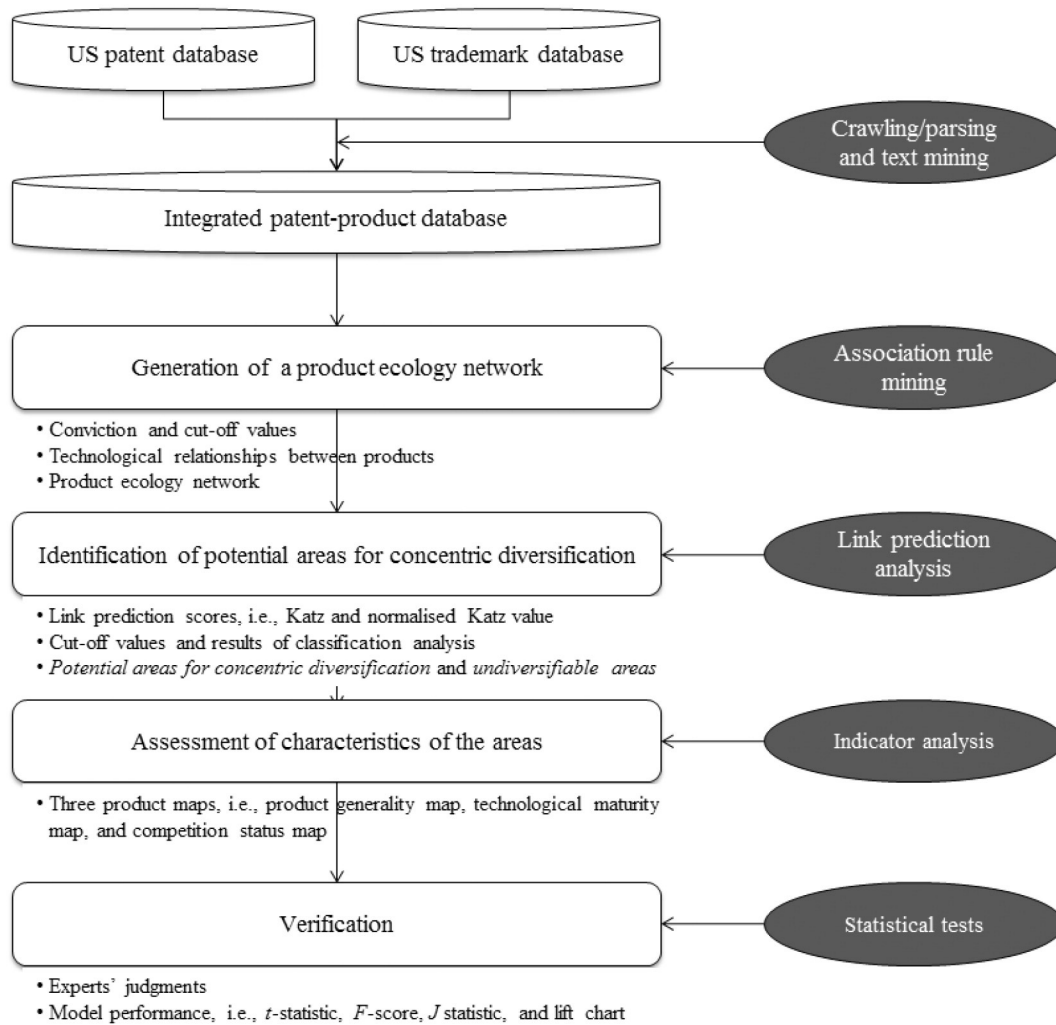 US patent database
US trademark database
Crawling/parsing
and text mining
Integrated patent-product database
Generation of a product ecology network
Association rule
mining
• Conviction and cut-off values
• Technological relationships between products
• Product ecology network
Identification of potential areas for concentric diversification
Link prediction
analysis
• Link prediction scores, i.e., Katz and normalised Katz value
• Cut-off values and results of classification analysis
• Potential areas for concentric diversification and undiversifiable areas
Assessment of characteristics of the areas
Indicator analysis
• Three product maps, i.e., product generality map, technological maturity
map, and competition status map
Verification
Statistical tests
• Experts’ judgments
• Model performance, i.e., t-statistic, F-score, J statistic, and lift chart